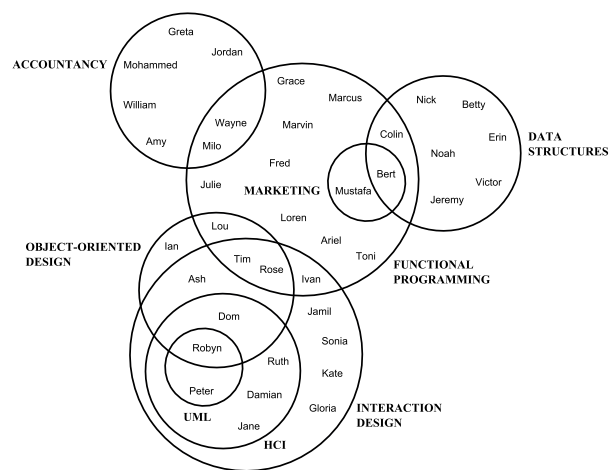 Greta
Jordan
ACCOUNTANCY
Mohammed
Grace
Marcus
Nick
Betty
William
Wayne
Marvin
Colin
Erin
DATA
STRUCTURES
Amy
Milo
Noah
Fred
Bert
Julie
MARKETING
Mustafa
Victor
Jeremy
Lou
Loren
OBJECT-ORIENTED
DESIGN
Ian
Ariel
Toni
Tim
Rose
FUNCTIONAL
PROGRAMMING
Ash
Ivan
Dom
Jamil
Robyn
Sonia
Ruth
Kate
Peter
Damian
Gloria
UML
INTERACTION
DESIGN
Jane
HCI